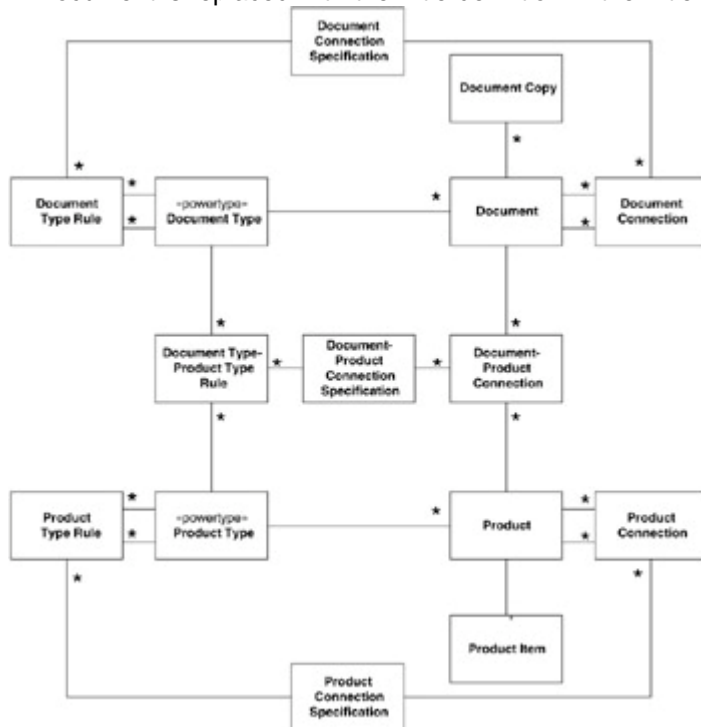 Document
Connection
Specification
Document Copy
*
*
*
Document
Type Rule
*
*
«powertype»
Document Type
*
Document
*
*
Document
Connection
*
*
Document Type-
Product Type
Rule
*
Document-
Product
Connection
Specification
*
Document-
Product
Connection
*
*
Product
Type Rule
*
*
«powertype»
Product Type
*
Product
*
*
Product
Connection
*
*
Product Item
Product
Connection
Specification